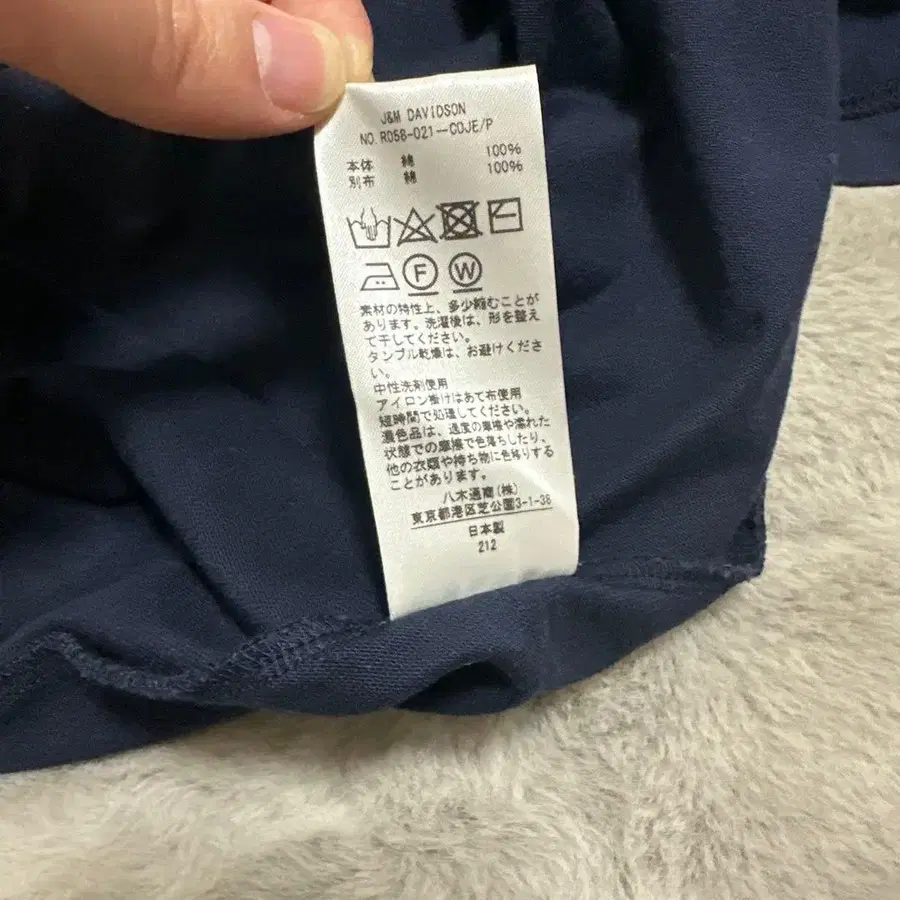 J&M DAVIDSON
NO. R058-021--COJE/P
本体 綿 100%
別布 綿 100%
F W
素材の特性上、多少縮むことが
あります。洗濯後は、形を整え
て干してください。
タンブル乾燥は、お避けくださ
い。
中性洗剤使用
アイロン掛けはあて布使用
短時間で処理してください。
濃色品は、過度の摩擦や濡れた
状態での摩擦で色落ちしたり、
他の衣類や持ち物に色移りする
ことがあります。
八木通商(株)
東京都港区芝公園3-1-38
日本製
212